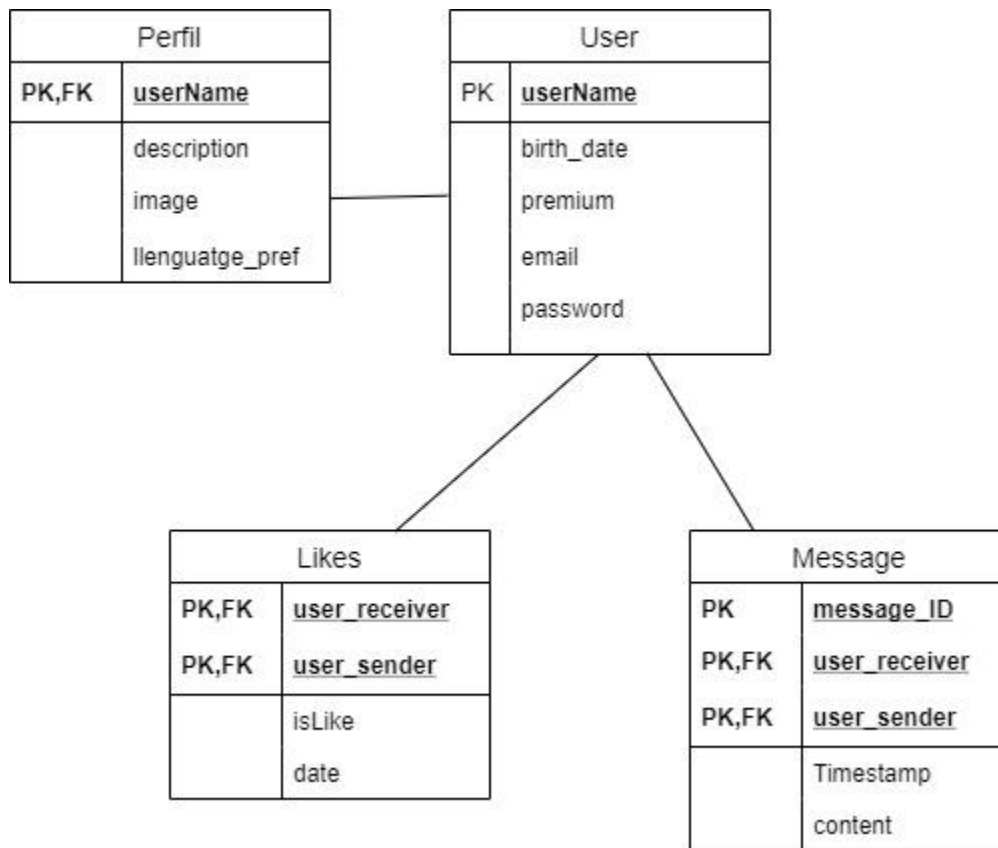 Perfil
PK,FK userName
description
image
llenguatge_pref
User
PK userName
birth_date
premium
email
password
Likes
PK,FK user_receiver
PK,FK user_sender
isLike
date
Message
PK message_ID
PK,FK user_receiver
PK,FK user_sender
Timestamp
content